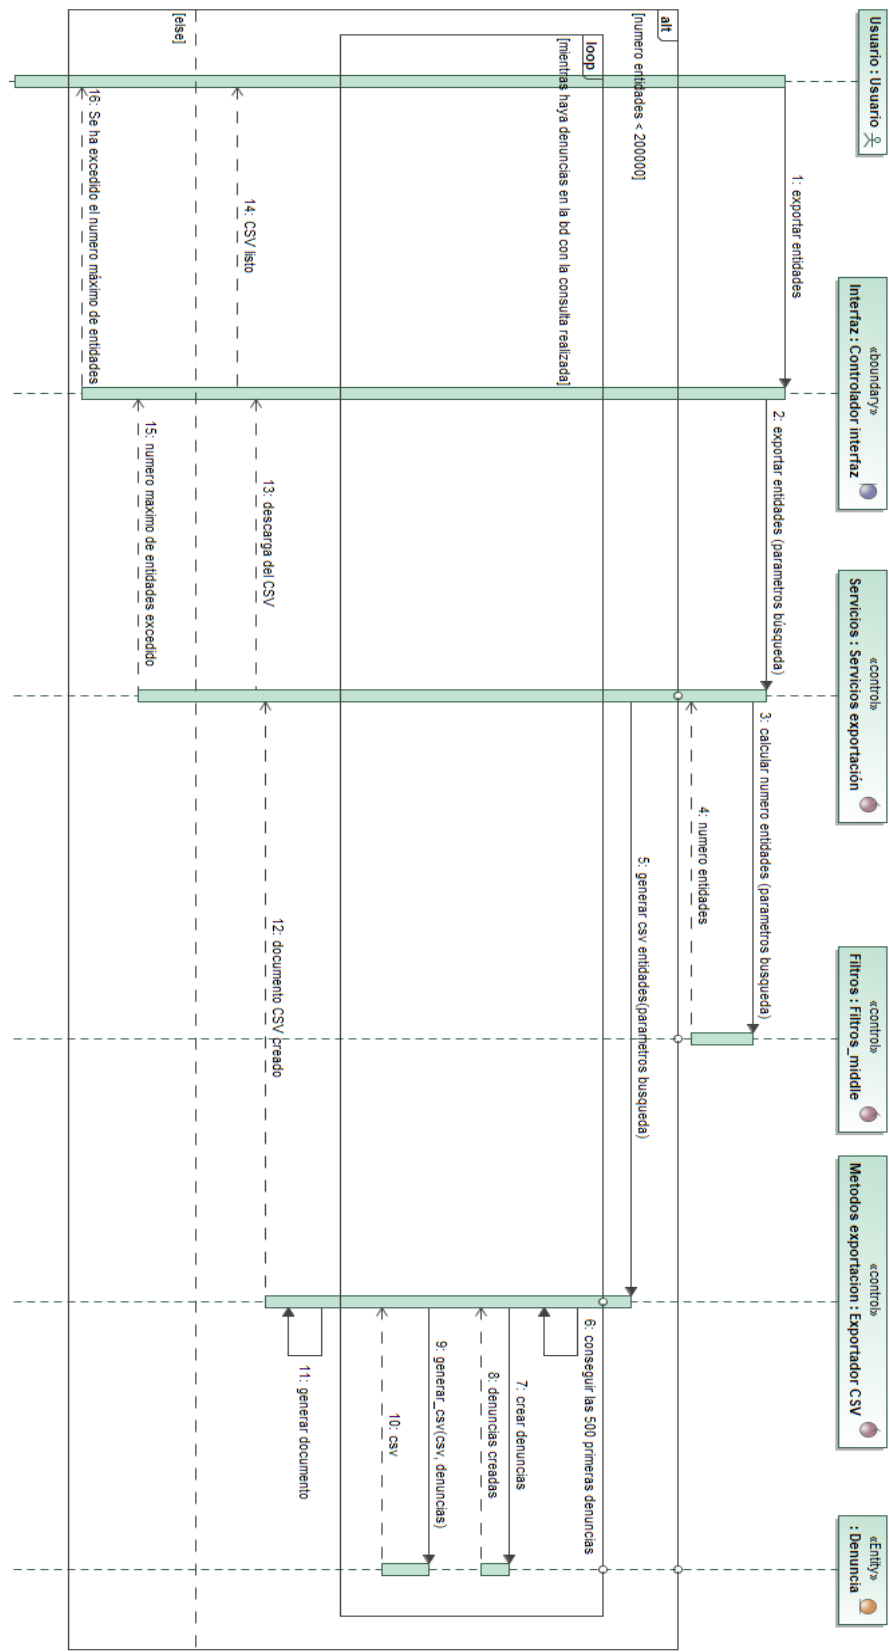 Usuario : Usuario
«boundary»
Interfaz : Controlador interfaz
«control»
Servicios : Servicios exportación
«control»
Filtros : Filtros_middle
«control»
Metodos exportacion : Exportador CSV
«Entity»
: Denuncia
1: exportar entidades
2: exportar entidades (parametros búsqueda)
3: calcular numero entidades (parametros busqueda)
4: numero entidades
alt
[numero entidades < 200000]
5: generar csv entidades(parametros busqueda)
loop
[mientras haya denuncias en la bd con la consulta realizada]
6: conseguir las 500 primeras denuncias
7: crear denuncias
8: denuncias creadas
9: generar_csv(csv, denuncias)
10: csv
11: generar documento
12: documento CSV creado
13: descarga del CSV
14: CSV listo
[else]
15: numero maximo de entidades excedido
16: Se ha excedido el numero máximo de entidades